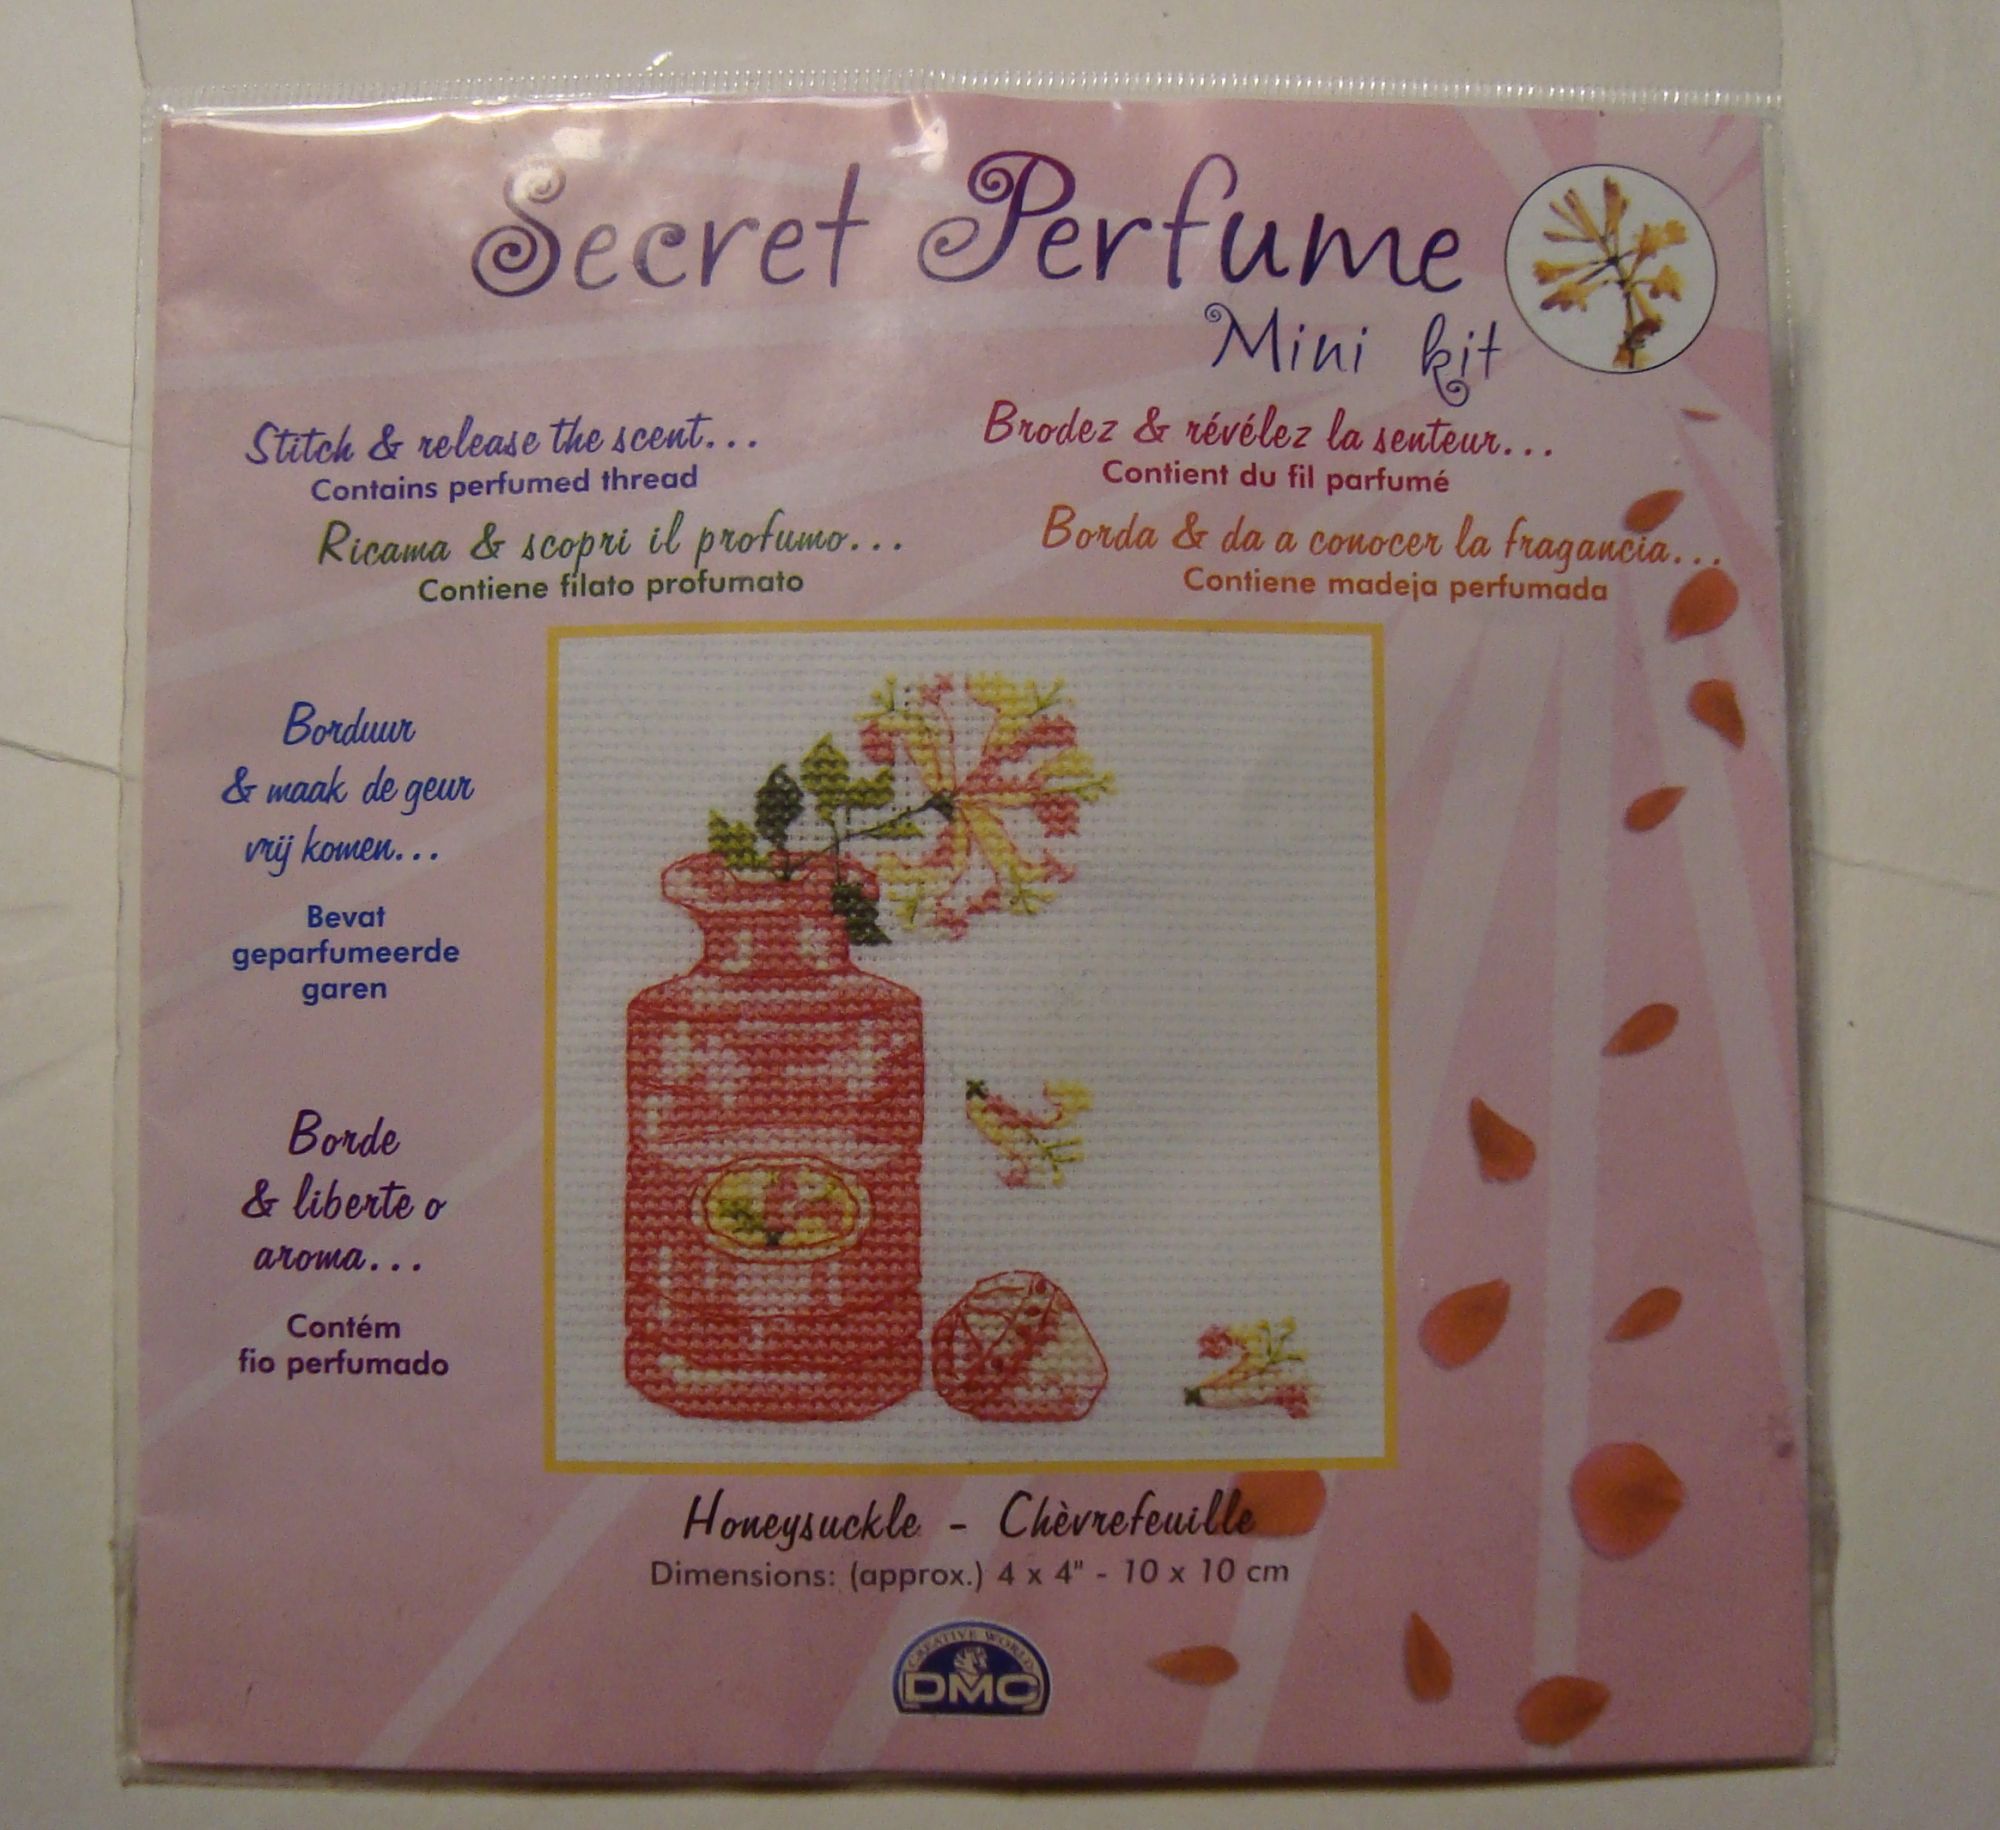 Secret Perfume
Mini kit
Stitch & release the scent...
Contains perfumed thread
Brodez & révélez la senteur...
Contient du fil parfumé
Ricama & scopri il profumo...
Contiene filato profumato
Borda & da a conocer la fragancia...
Contiene madeja perfumada
Borduur
& maak de geur
vrij komen...
Bevat
geparfumeerde
garen
Borde
& liberte o
aroma...
Contém
fio perfumado
Honeysuckle - Chèvrefeuille
Dimensions: (approx.) 4 x 4" - 10 x 10 cm
CREATIVE WORLD
DMC